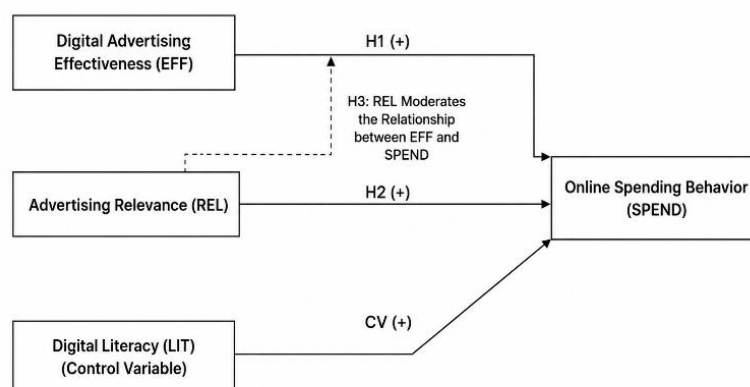 Digital Advertising
Effectiveness (EFF)
H1 (+)
H3: REL Moderates
the Relationship
between EFF and
SPEND
Advertising Relevance (REL)
H2 (+)
Online Spending Behavior
(SPEND)
CV (+)
Digital Literacy (LIT)
(Control Variable)